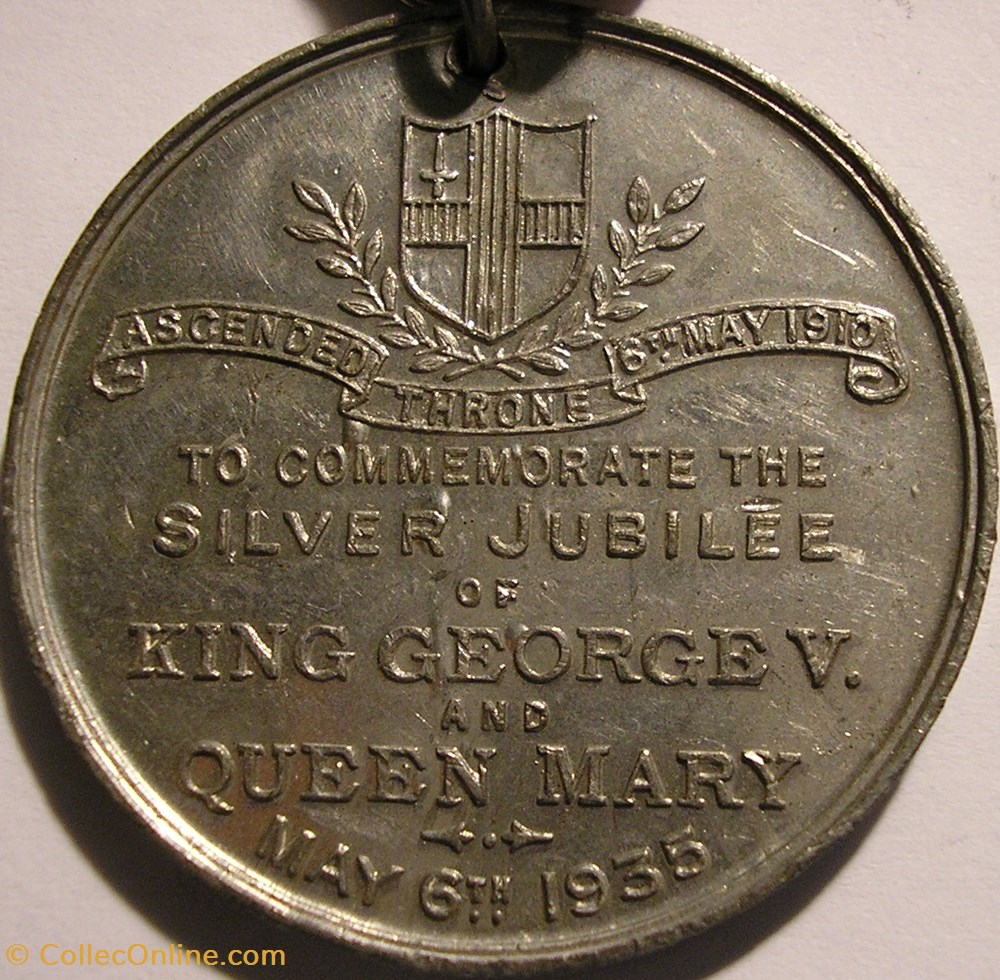 ASCENDED THRONE 6TH MAY 1910
TO COMMEMORATE THE
SILVER JUBILEE
OF
KING GEORGE V.
AND
QUEEN MARY
MAY 6TH 1935
© CollecOnline.com